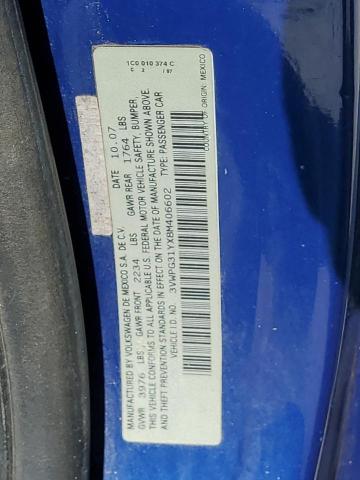 1C0 010 374 C
C 2 / 97
MANUFACTURED BY VOLKSWAGEN DE MEXICO S.A. DE C.V. DATE 10.07
GVWR 3976 LBS, GAWR FRONT 2234 LBS GAWR REAR 1764 LBS
THIS VEHICLE CONFORMS TO ALL APPLICABLE U.S. FEDERAL MOTOR VEHICLE SAFETY, BUMPER,
AND THEFT PREVENTION STANDARDS IN EFFECT ON THE DATE OF MANUFACTURE SHOWN ABOVE.
VEHICLE I.D. NO. 3VWPG31YX8M406602 TYPE: PASSENGER CAR
COUNTRY OF ORIGIN: MEXICO